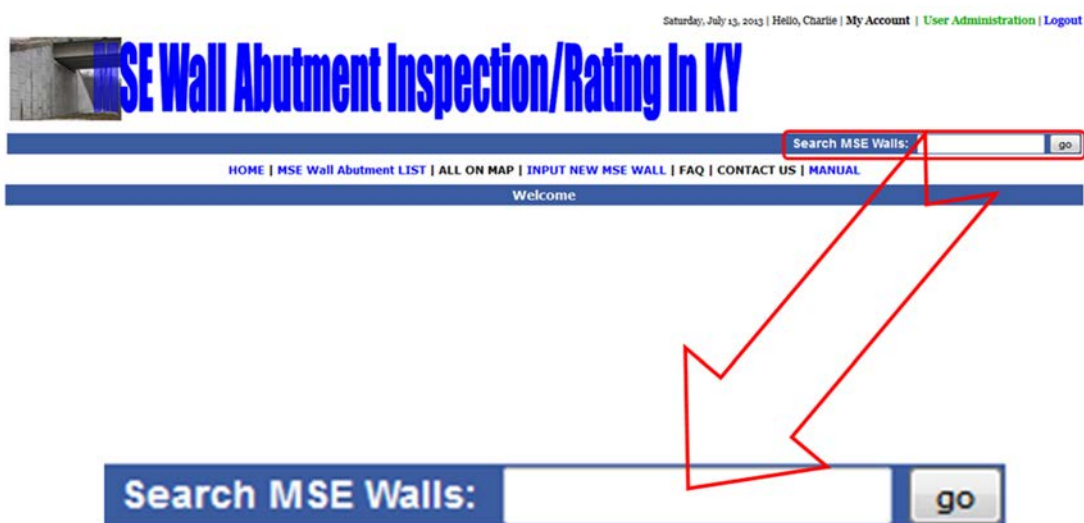 Saturday, July 13, 2013 | Hello, Charlie | My Account | User Administration | Logout
MSE Wall Abutment Inspection/Rating In KY
Search MSE Walls: go
HOME | MSE Wall Abutment LIST | ALL ON MAP | INPUT NEW MSE WALL | FAQ | CONTACT US | MANUAL
Welcome
Search MSE Walls: go